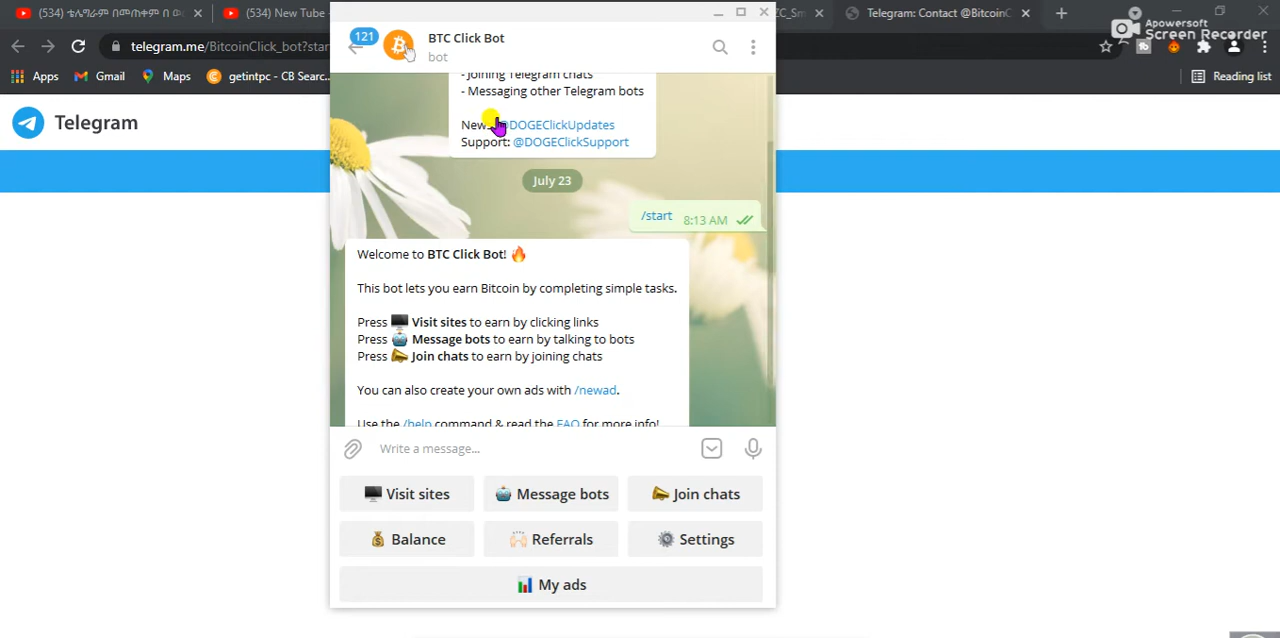 (534) ቴሌግራም በመጠቀም በ ው
(534) New Tube -
ZC_Sm
Telegram: Contact @BitcoinC
Apowersoft
Screen Recorder
telegram.me/BitcoinClick_bot?star
Apps
Gmail
Maps
getintpc - CB Searc...
Reading list
Telegram
121
BTC Click Bot
bot
- Joining Telegram chats
- Messaging other Telegram bots
News: @DOGEClickUpdates
Support: @DOGEClickSupport
July 23
/start 8:13 AM
Welcome to BTC Click Bot!
This bot lets you earn Bitcoin by completing simple tasks.
Press Visit sites to earn by clicking links
Press Message bots to earn by talking to bots
Press Join chats to earn by joining chats
You can also create your own ads with /newad.
Use the /help command & read the FAQ for more info!
Write a message...
Visit sites
Message bots
Join chats
Balance
Referrals
Settings
My ads